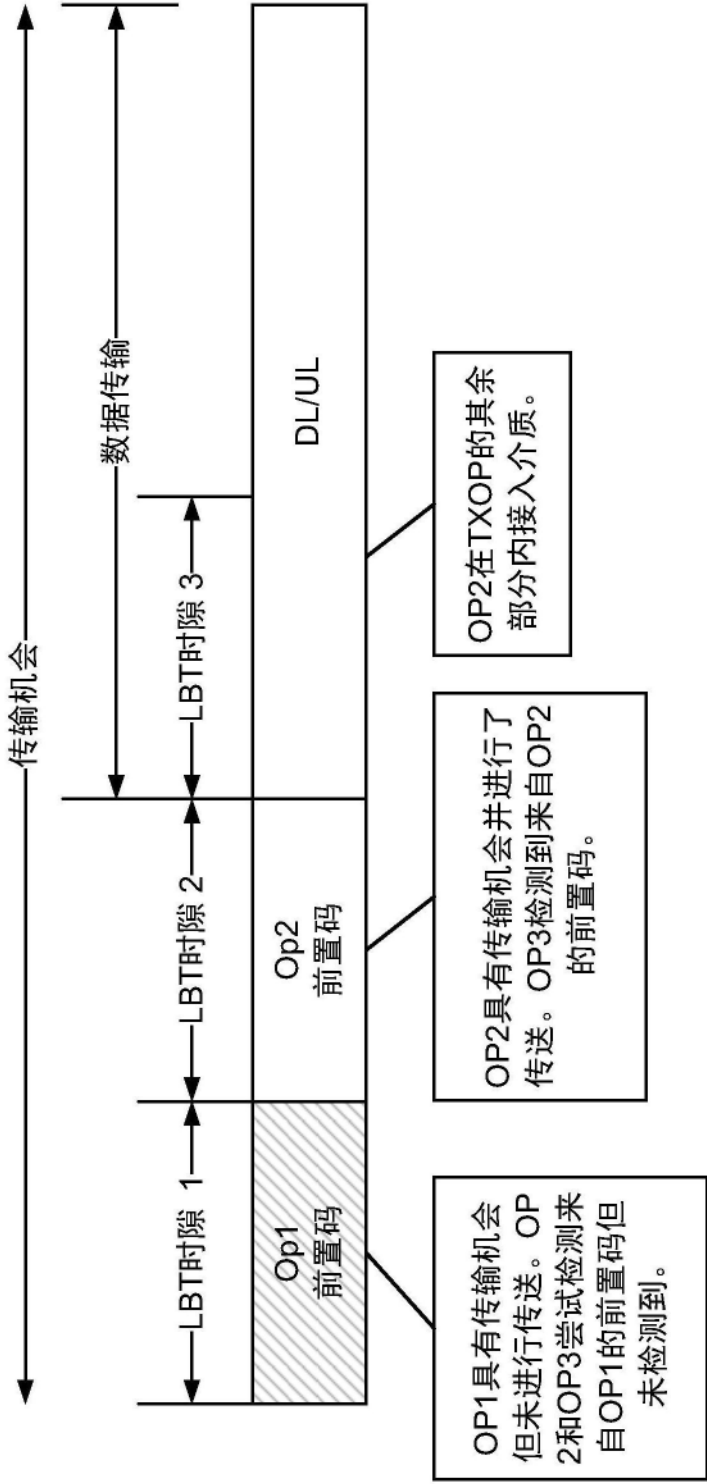 传输机会
数据传输
LBT时隙 1
LBT时隙 2
LBT时隙 3
Op1
前置码
Op2
前置码
DL/UL
OP1具有传输机会
但未进行传送。OP
2和OP3尝试检测来
自OP1的前置码但
未检测到。
OP2具有传输机会并进行了
传送。OP3检测到来自OP2
的前置码。
OP2在TXOP的其余
部分内接入介质。